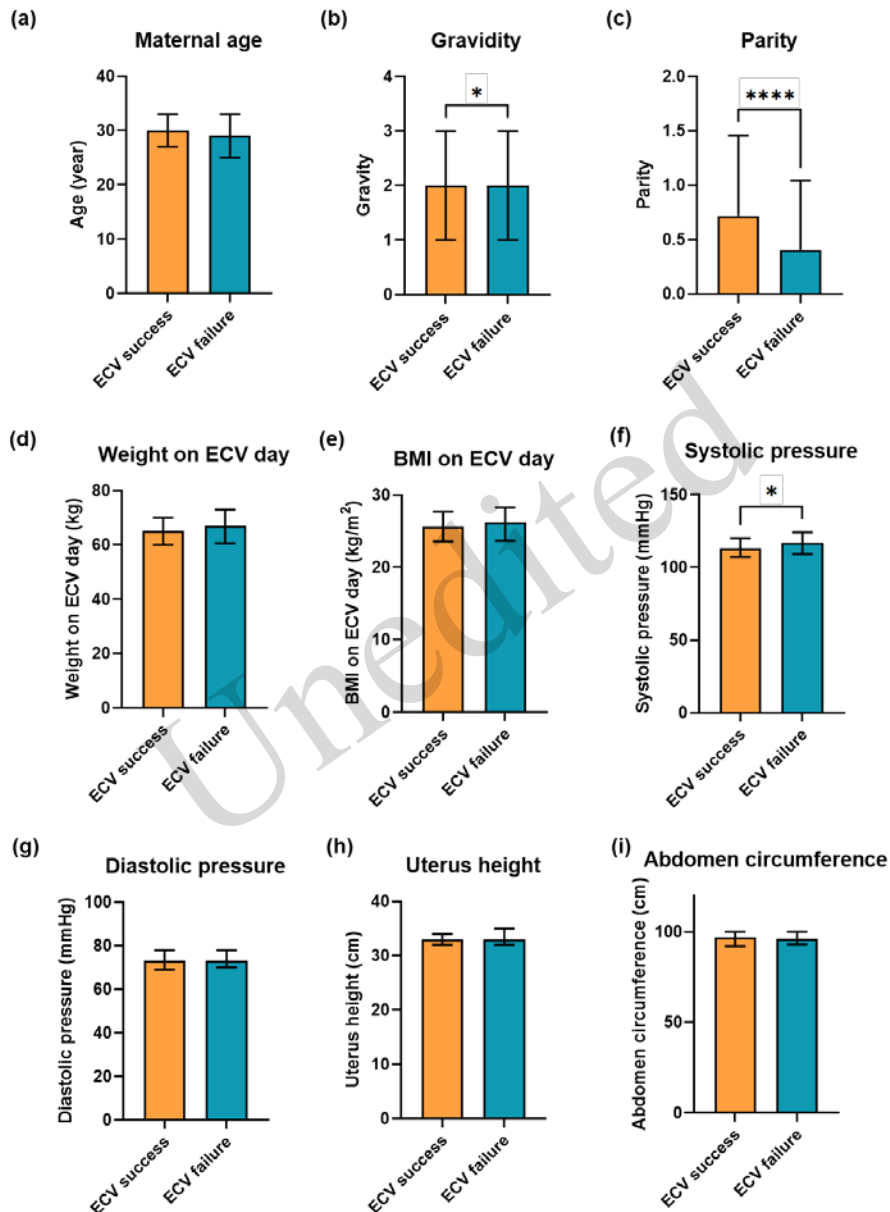 (a)
Maternal age
Age (year)
40
30
20
10
0
ECV success
ECV failure
(b)
Gravidity
Gravity
4
3
2
1
0
*
ECV success
ECV failure
(c)
Parity
Parity
2.0
1.5
1.0
0.5
0.0
****
ECV success
ECV failure
(d)
Weight on ECV day
Weight on ECV day (kg)
80
60
40
20
0
ECV success
ECV failure
(e)
BMI on ECV day
BMI on ECV day (kg/m²)
30
20
10
0
ECV success
ECV failure
(f)
Systolic pressure
Systolic pressure (mmHg)
150
100
50
0
*
ECV success
ECV failure
(g)
Diastolic pressure
Diastolic pressure (mmHg)
100
80
60
40
20
0
ECV success
ECV failure
(h)
Uterus height
Uterus height (cm)
40
30
20
10
0
ECV success
ECV failure
(i)
Abdomen circumference
Abdomen circumference (cm)
100
50
0
ECV success
ECV failure
Unedited